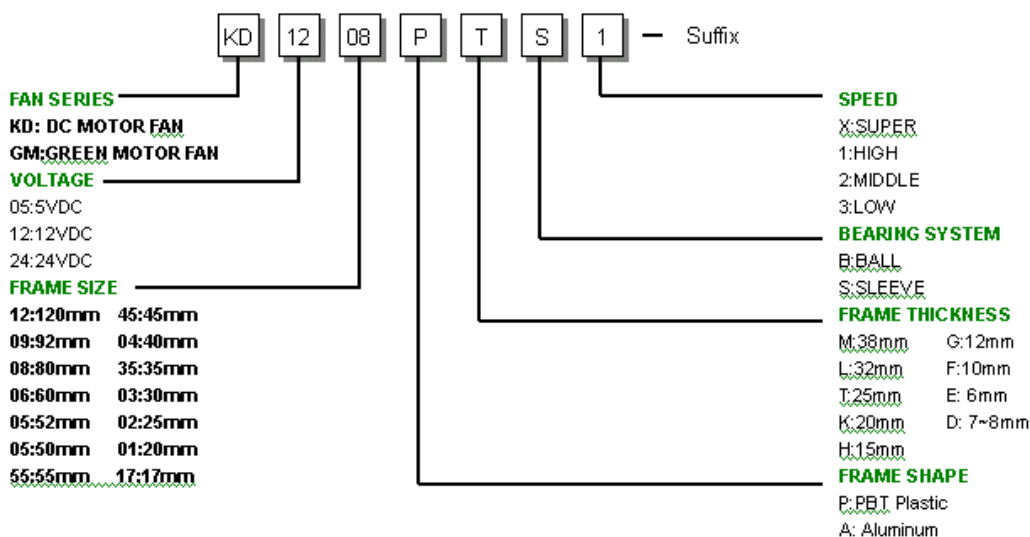 KD 12 08 P T S 1 — Suffix
FAN SERIES
KD: DC MOTOR FAN
GM:GREEN MOTOR FAN
VOLTAGE
05:5VDC
12:12VDC
24:24VDC
FRAME SIZE
12:120mm 45:45mm
09:92mm 04:40mm
08:80mm 35:35mm
06:60mm 03:30mm
05:52mm 02:25mm
05:50mm 01:20mm
55:55mm 17:17mm
SPEED
X:SUPER
1:HIGH
2:MIDDLE
3:LOW
BEARING SYSTEM
B:BALL
S:SLEEVE
FRAME THICKNESS
M:38mm G:12mm
L:32mm F:10mm
T:25mm E: 6mm
K:20mm D: 7~8mm
H:15mm
FRAME SHAPE
P:PBT Plastic
A: Aluminum